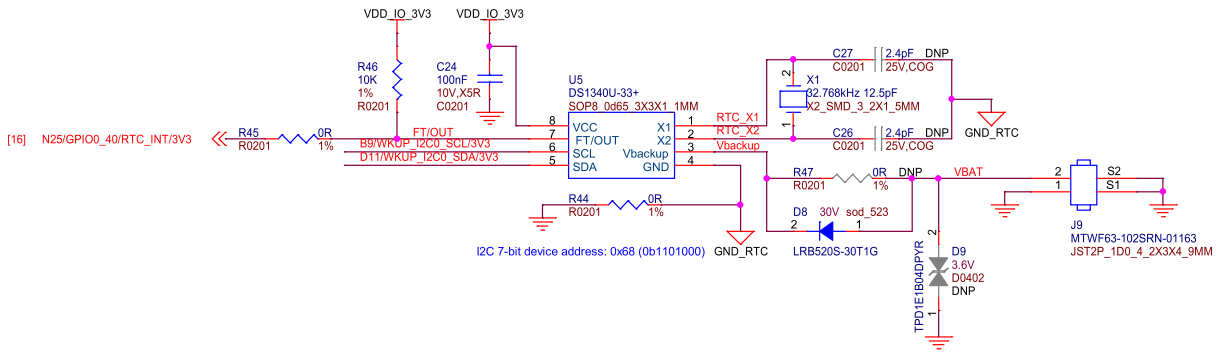 VDD_IO_3V3
VDD_IO_3V3
R46
10K
1%
R0201
C24
100nF
10V,X5R
C0201
U5
DS1340U-33+
SOP8_0d65_3X3X1_1MM
C27
C0201
2.4pF
DNP
25V,COG
2
X1
32.768kHz 12.5pF
X2_SMD_3_2X1_5MM
1
C26
C0201
2.4pF
DNP
25V,COG
GND_RTC
[16]
N25/GPIO0_40/RTC_INT/3V3
R45
R0201
0R
1%
FT/OUT
B9/WKUP_I2C0_SCL/3V3
D11/WKUP_I2C0_SDA/3V3
8
7
6
5
VCC
FT/OUT
SCL
SDA
X1
X2
Vbackup
GND
1
2
3
4
RTC_X1
RTC_X2
Vbackup
R47
R0201
0R
1%
DNP
VBAT
2
1
S2
S1
J9
MTWF63-102SRN-01163
JST2P_1D0_4_2X3X4_9MM
R44
R0201
0R
1%
D8
30V
sod_523
2
1
LRB520S-30T1G
I2C 7-bit device address: 0x68 (0b1101000)
GND_RTC
2
D9
3.6V
D0402
DNP
TPD1E1B04DPYR
1